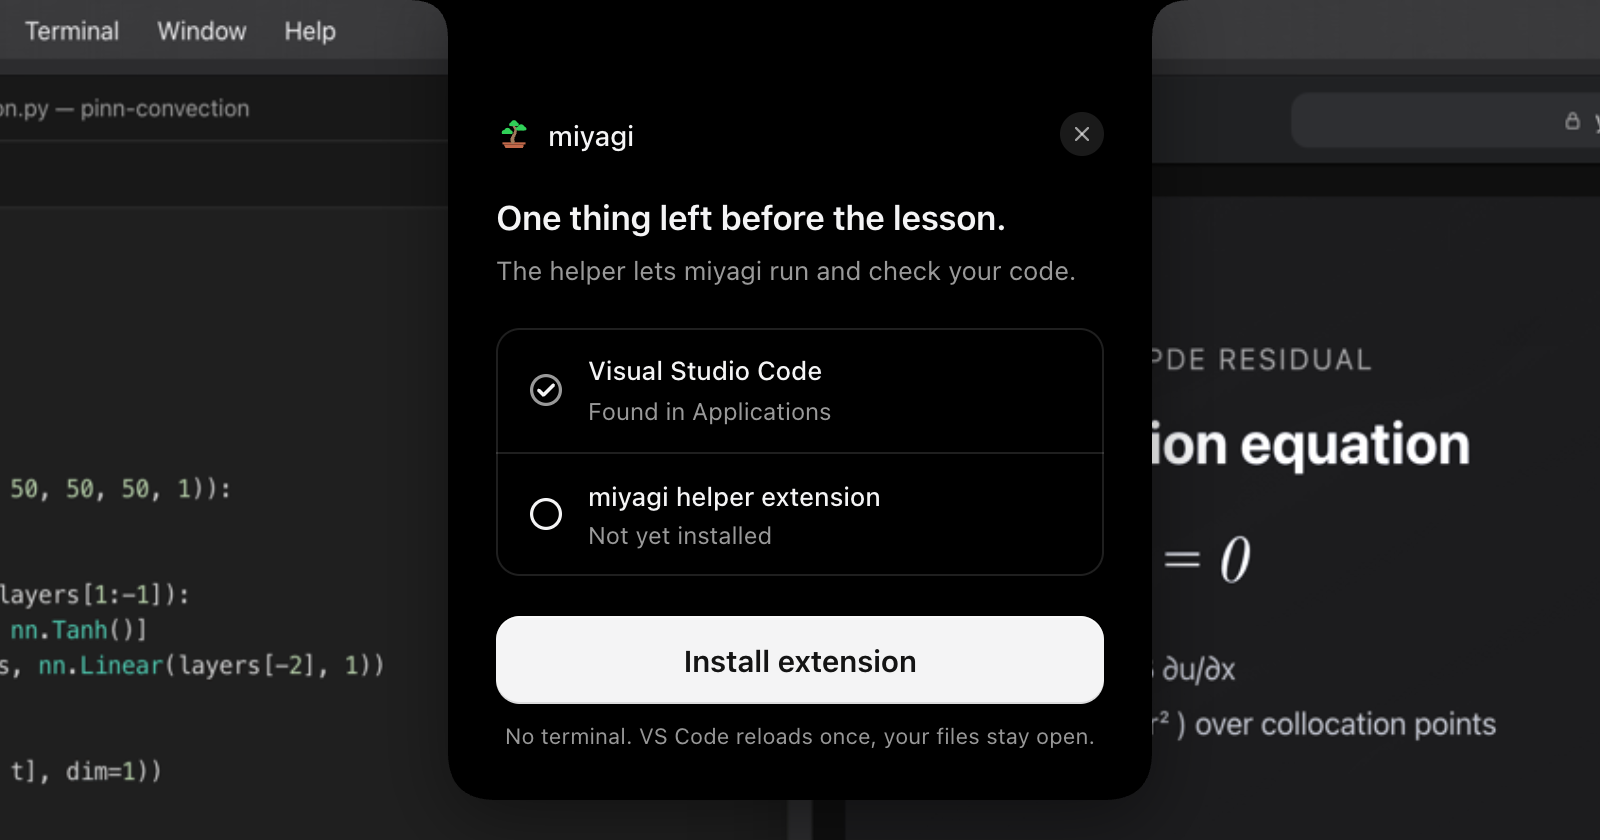 Terminal Window Help
on.py — pinn-convection
miyagi
One thing left before the lesson.
The helper lets miyagi run and check your code.
Visual Studio Code
Found in Applications
miyagi helper extension
Not yet installed
Install extension
No terminal. VS Code reloads once, your files stay open.
50, 50, 50, 1)):
layers[1:-1]):
nn.Tanh()]
s, nn.Linear(layers[-2], 1))
t], dim=1))
PDE RESIDUAL
ion equation
= 0
∂u/∂x
r² ) over collocation points